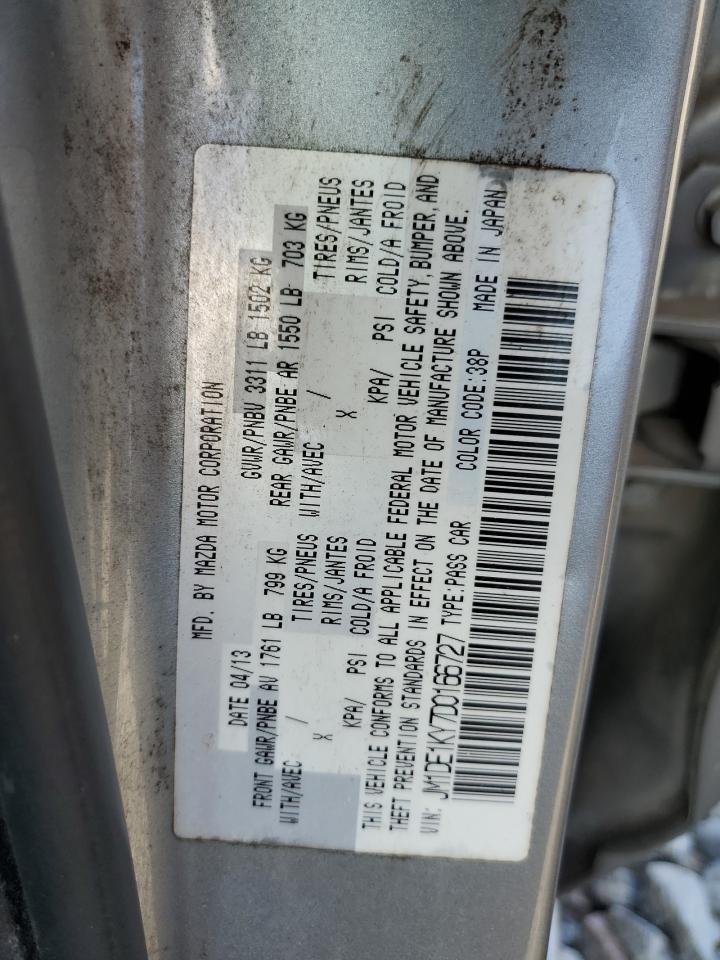 MFD. BY MAZDA MOTOR CORPORATION
DATE 04/13 GVWR/PNBV 3311 LB 1502 KG
FRONT GAWR/PNBE AV 1761 LB 799 KG REAR GAWR/PNBE AR 1550 LB 703 KG
WITH/AVEC / TIRES/PNEUS WITH/AVEC / TIRES/PNEUS
X RIMS/JANTES X RIMS/JANTES
KPA/ PSI COLD/A FROID KPA/ PSI COLD/A FROID
THIS VEHICLE CONFORMS TO ALL APPLICABLE FEDERAL MOTOR VEHICLE SAFETY, BUMPER, AND
THEFT PREVENTION STANDARDS IN EFFECT ON THE DATE OF MANUFACTURE SHOWN ABOVE.
VIN: JM1DE1KY7D0166727 TYPE:PASS CAR COLOR CODE:38P MADE IN JAPAN